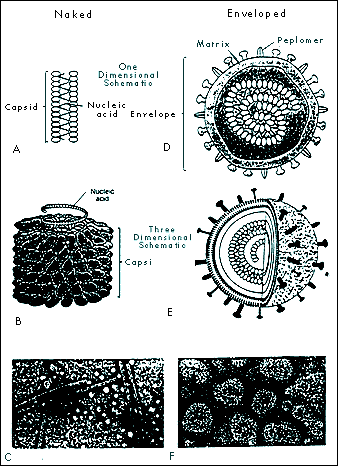 Naked
Enveloped
Matrix
Peplomer
One
Dimensional
Schematic
Capsid
Nucleic
acid
Envelope
A
D
Nucleic
acid
Three
Dimensional
Schematic
Capsi
B
E
C
F